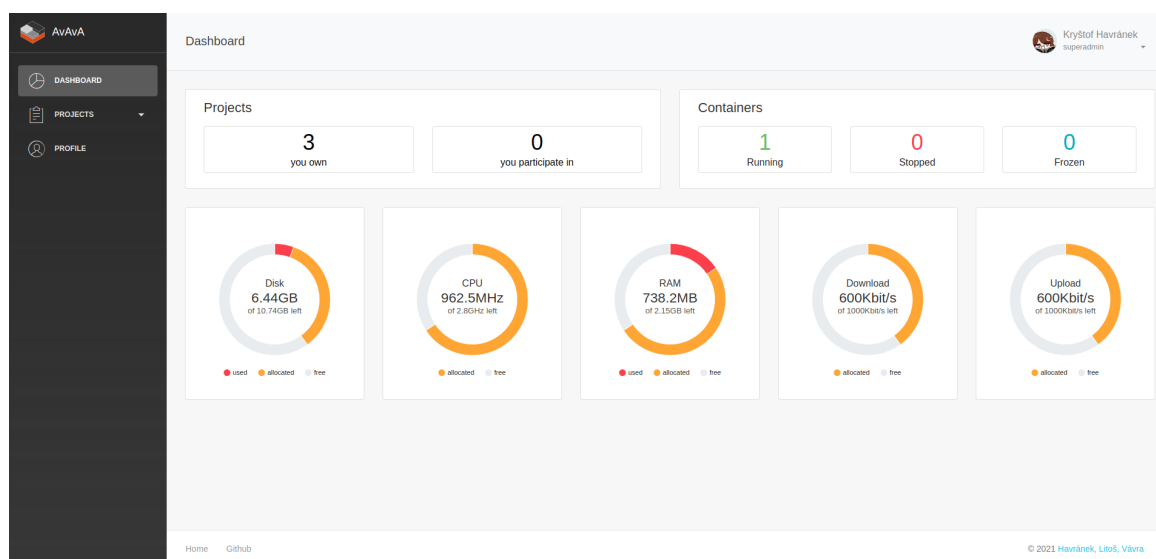 AvAvA
DASHBOARD
PROJECTS
PROFILE
Dashboard
Kryštof Havránek
superadmin
Projects
3
you own
0
you participate in
Containers
1
Running
0
Stopped
0
Frozen
Disk
6.44GB
of 10.74GB left
used allocated free
CPU
962.5MHz
of 2.8GHz left
allocated free
RAM
738.2MB
of 2.15GB left
used allocated free
Download
600Kbit/s
of 1000Kbit/s left
allocated free
Upload
600Kbit/s
of 1000Kbit/s left
allocated free
Home Github
© 2021 Havránek, Litoš, Vávra